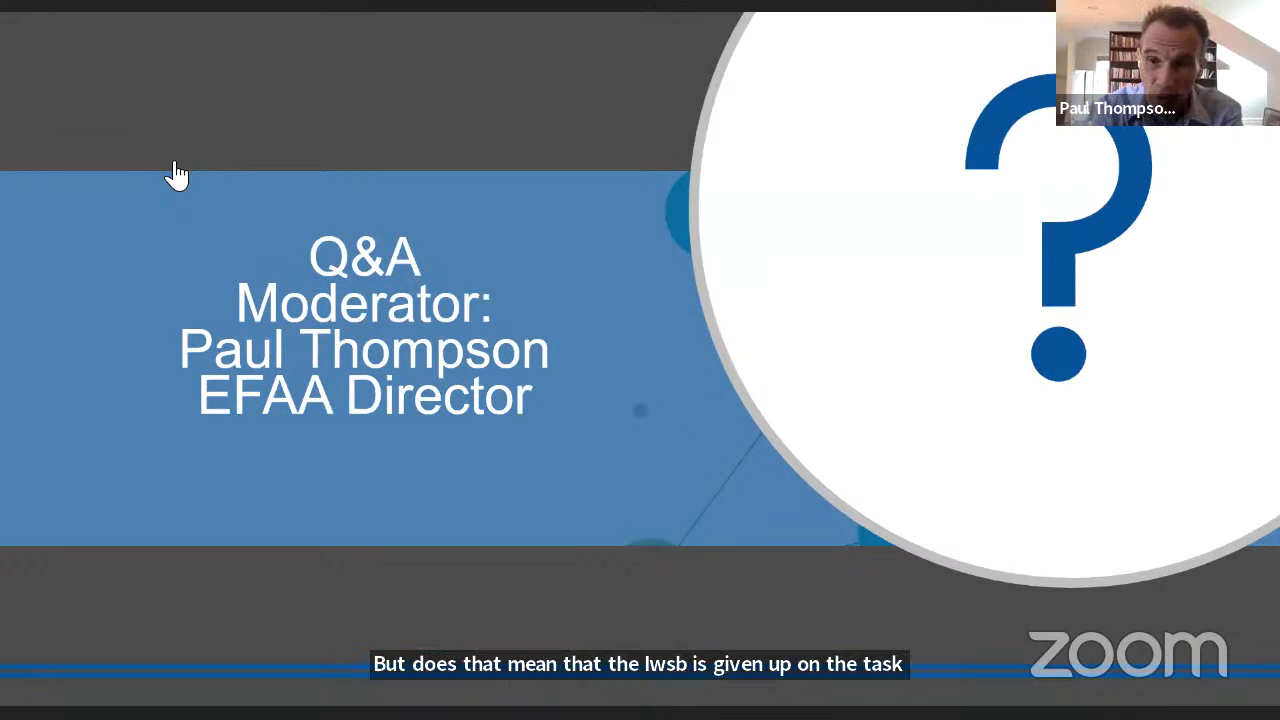 Paul Thompso...
Q&A
Moderator:
Paul Thompson
EFAA Director
But does that mean that the Iwsb is given up on the task
zoom